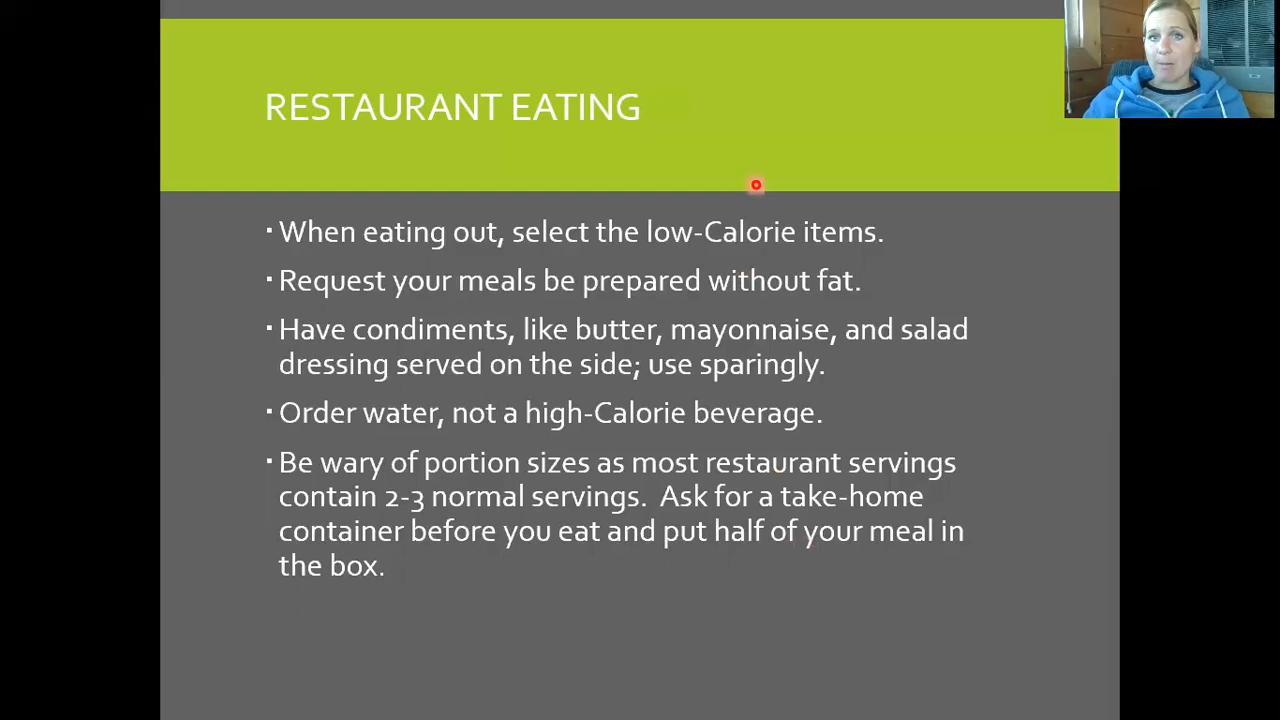 RESTAURANT EATING
▪ When eating out, select the low-Calorie items.
▪ Request your meals be prepared without fat.
▪ Have condiments, like butter, mayonnaise, and salad
dressing served on the side; use sparingly.
▪ Order water, not a high-Calorie beverage.
▪ Be wary of portion sizes as most restaurant servings
contain 2-3 normal servings.  Ask for a take-home
container before you eat and put half of your meal in
the box.